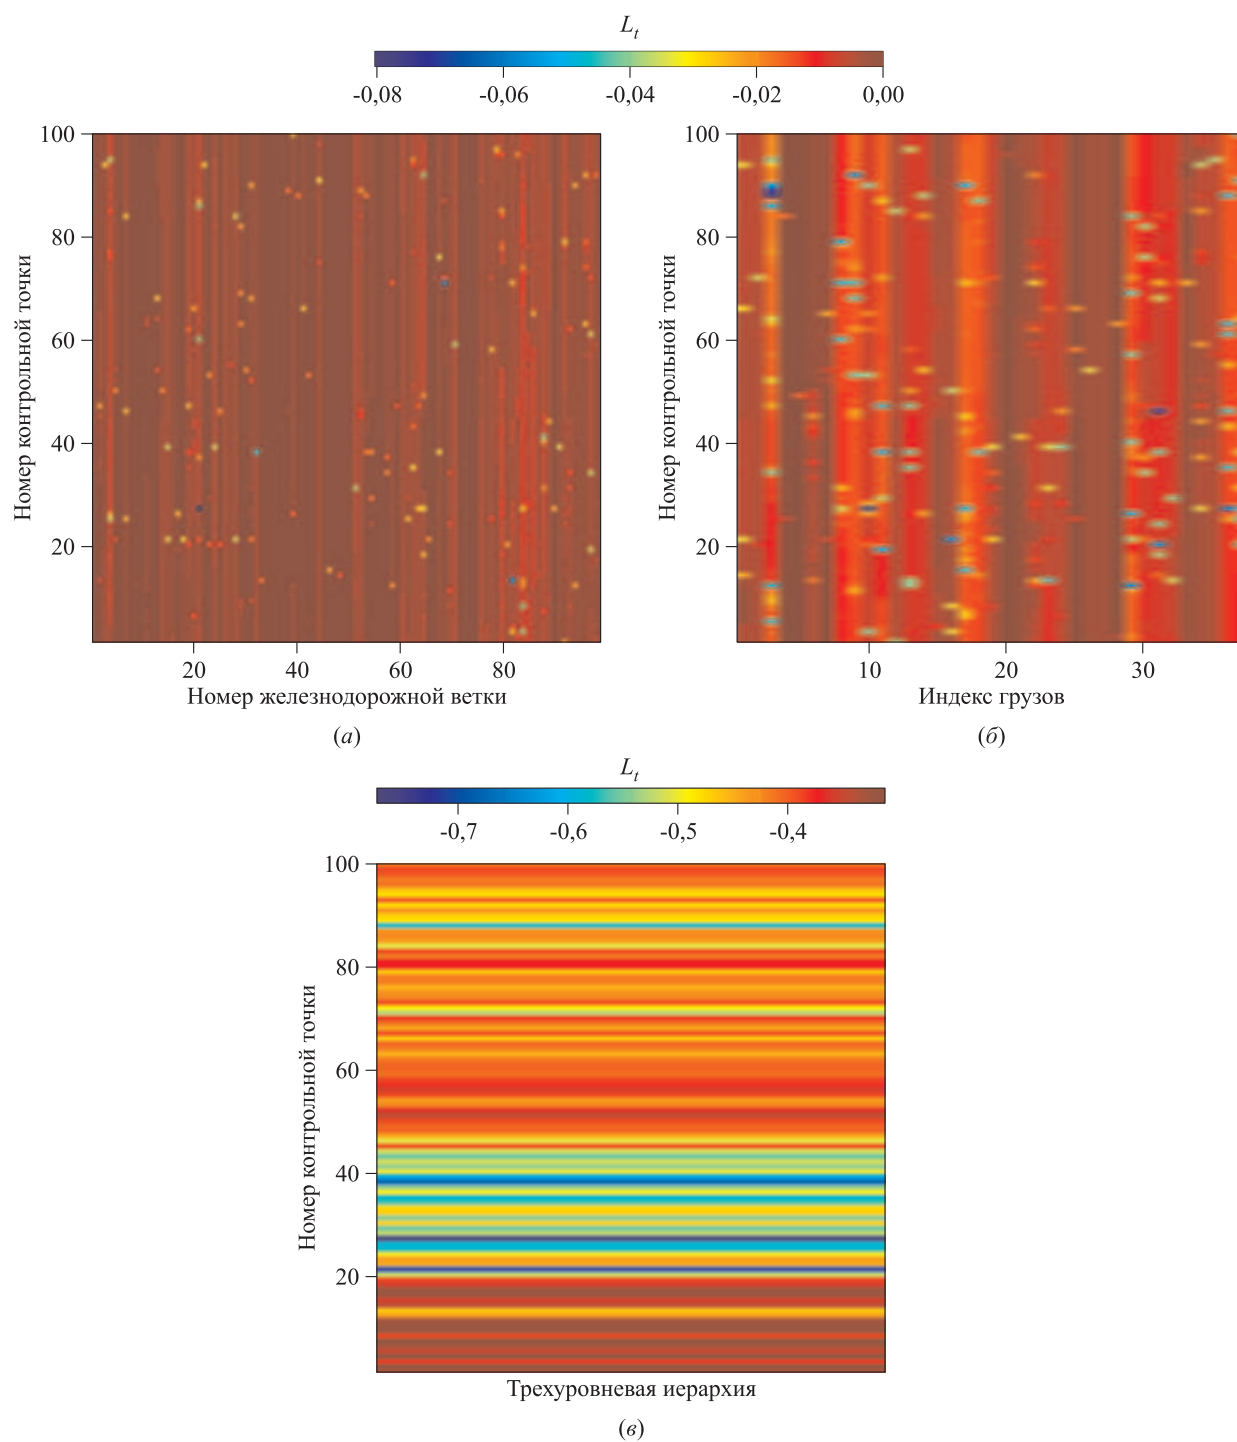 L_t
-0,08 -0,06 -0,04 -0,02 0,00
100
80
60
40
20
Номер контрольной точки
20 40 60 80
Номер железнодорожной ветки
(а)
100
80
60
40
20
Номер контрольной точки
10 20 30
Индекс грузов
(б)
L_t
-0,7 -0,6 -0,5 -0,4
100
80
60
40
20
Номер контрольной точки
Трехуровневая иерархия
(в)